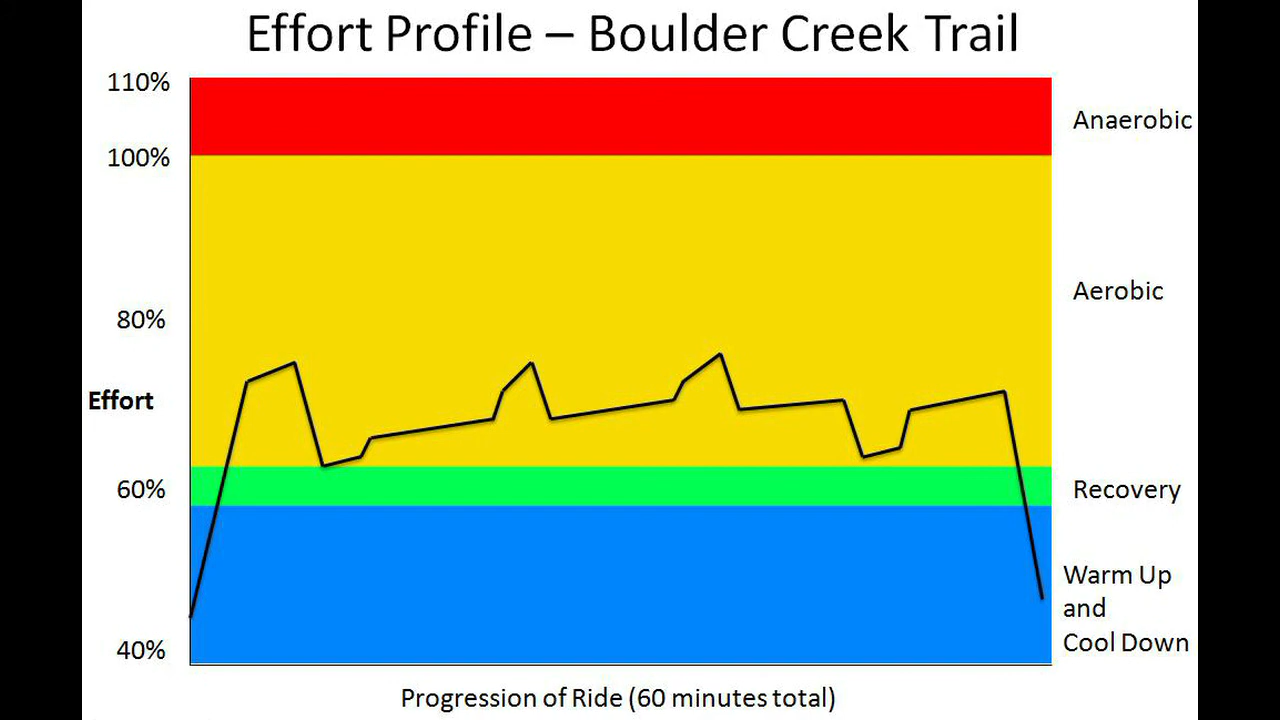 Effort Profile – Boulder Creek Trail
110%
Anaerobic
100%
Aerobic
80%
Effort
60%
Recovery
Warm Up
and
Cool Down
40%
Progression of Ride (60 minutes total)